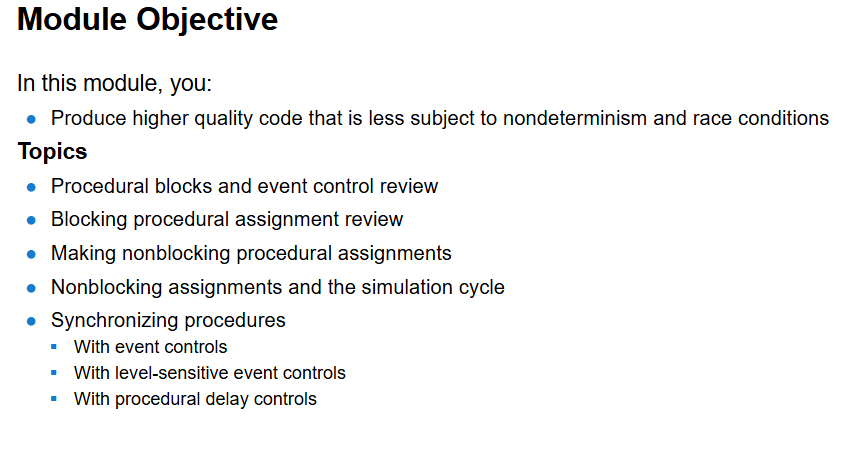 Module Objective
In this module, you:
● Produce higher quality code that is less subject to nondeterminism and race conditions
Topics
● Procedural blocks and event control review
● Blocking procedural assignment review
● Making nonblocking procedural assignments
● Nonblocking assignments and the simulation cycle
● Synchronizing procedures
▪ With event controls
▪ With level-sensitive event controls
▪ With procedural delay controls